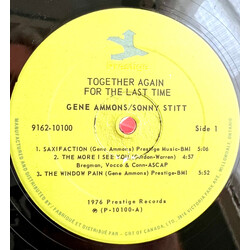 Prestige
TOGETHER AGAIN
FOR THE LAST TIME
GENE AMMONS/SONNY STITT
9162-10100
Side 1
1. SAXIFACTION (Gene Ammons) Prestige Music-BMI 5:06
2. THE MORE I SEE YOU (Gordon-Warren) 4:57
Bregman, Vocco & Conn-ASCAP
3. THE WINDOW PAIN (Gene Ammons) Prestige-BMI 5:52
1976 Prestige Records
(P-10100-A)